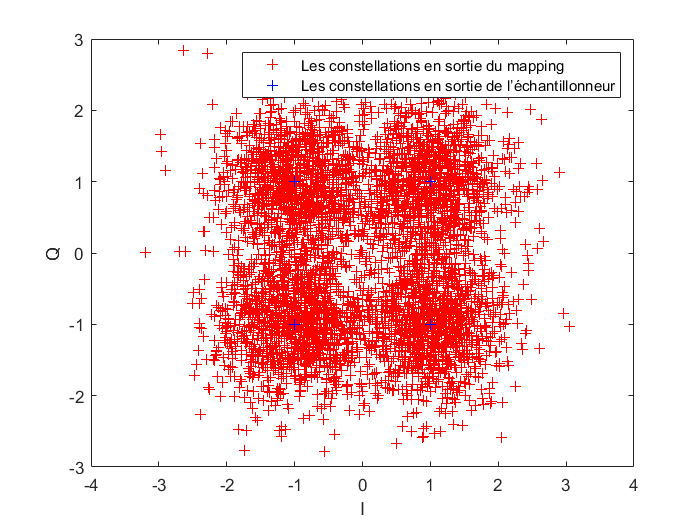 3
Les constellations en sortie du mapping
Les constellations en sortie de l'échantillonneur
2
1
Q
0
-1
-2
-3
-4 -3 -2 -1 0 1 2 3 4
I